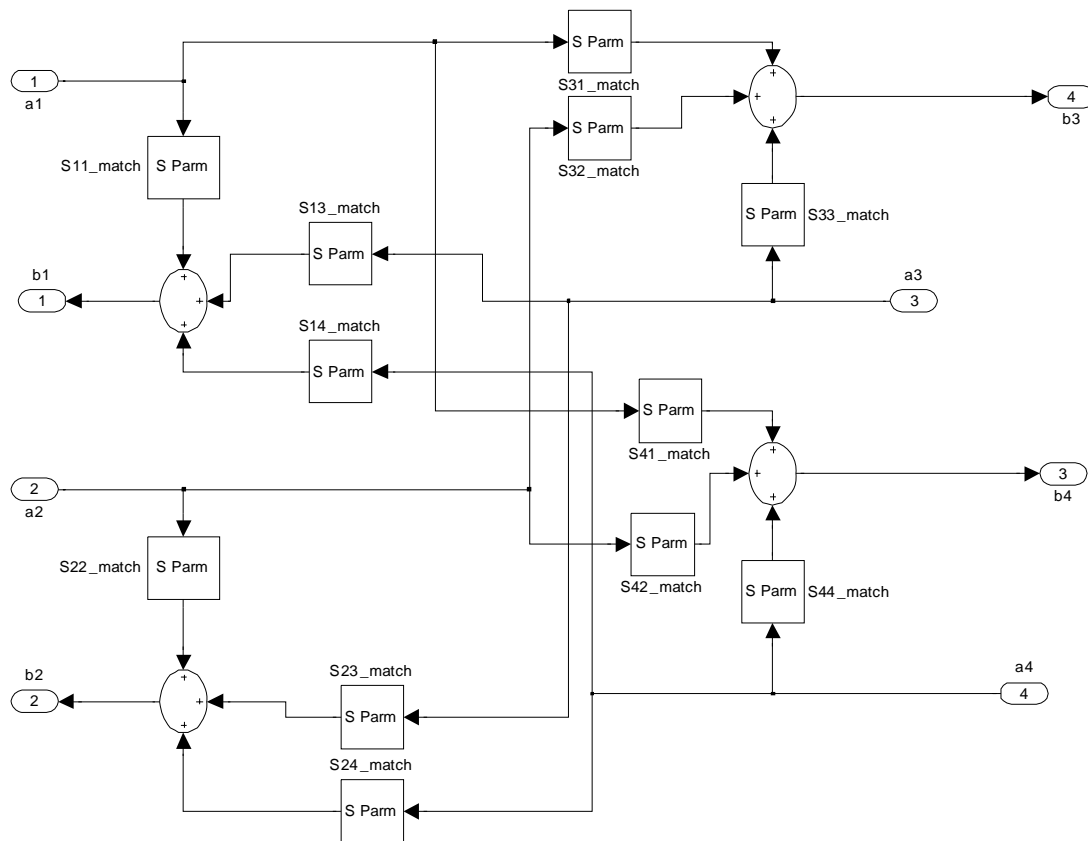 S Parm
S31_match
1
a1
4
b3
S Parm
S32_match
S11_match
S Parm
S13_match
S Parm
S Parm
S33_match
b1
1
a3
3
S14_match
S Parm
S Parm
S41_match
2
a2
3
b4
S Parm
S42_match
S22_match
S Parm
S Parm
S44_match
b2
2
S23_match
S Parm
a4
4
S24_match
S Parm
+
+
+
+
+
+
+
+
+
+
+
+